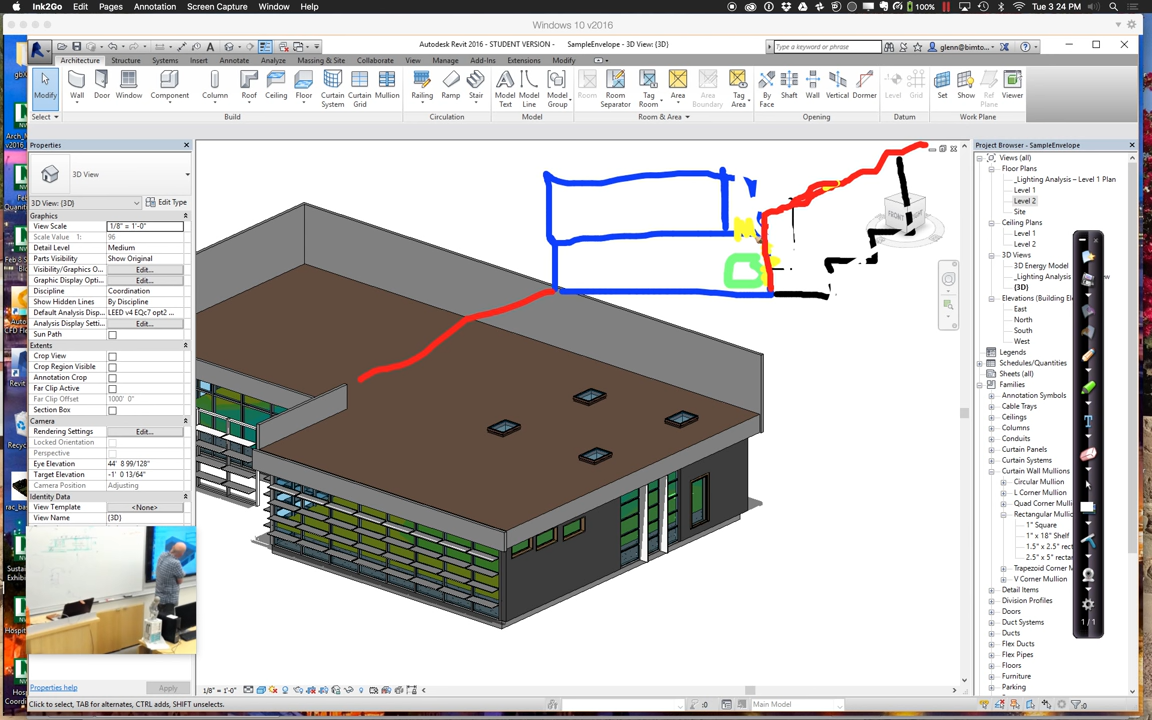 Ink2Go Edit Pages Annotation Screen Capture Window Help
100% Tue 3 24 PM
Windows 10 v2016
Autodesk Revit 2016 - STUDENT VERSION - SampleEnvelope - 3D View: {3D}
Type a keyword or phrase
glenn@bimto...
Architecture Structure Systems Insert Annotate Analyze Massing & Site Collaborate View Manage Add-Ins Extensions Modify
Modify Wall Door Window Component Column Roof Ceiling Floor Curtain System Curtain Grid Mullion Railing Ramp Stair Model Text Model Line Model Group Room Room Separator Tag Room Area Area Boundary Tag Area By Face Shaft Wall Vertical Dormer Level Grid Set Show Ref Plane Viewer
Select Build Circulation Model Room & Area Opening Datum Work Plane
Properties
3D View
3D View: {3D} Edit Type
Graphics
View Scale 1/8" = 1'-0"
Scale Value 1: 96
Detail Level Medium
Parts Visibility Show Original
Visibility/Graphics O... Edit...
Graphic Display Opti... Edit...
Discipline Coordination
Show Hidden Lines By Discipline
Default Analysis Displ... LEED v4 EQc7 opt2 ...
Analysis Display Setti... Edit...
Sun Path
Extents
Crop View
Crop Region Visible
Annotation Crop
Far Clip Active
Far Clip Offset 1000' 0"
Section Box
Camera
Rendering Settings Edit...
Locked Orientation
Perspective
Eye Elevation 44' 8 99/128"
Target Elevation -1' 0 13/64"
Camera Position Adjusting
Identity Data
View Template <None>
View Name {3D}
Properties help Apply
M
FRONT
Project Browser - SampleEnvelope
Views (all)
Floor Plans
_Lighting Analysis – Level 1 Plan
Level 1
Level 2
Site
Ceiling Plans
Level 1
Level 2
3D Views
3D Energy Model
_Lighting Analysis
{3D}
Elevations (Building El
East
North
South
West
Legends
Schedules/Quantities
Sheets (all)
Families
Annotation Symbols
Cable Trays
Ceilings
Columns
Conduits
Curtain Panels
Curtain Systems
Curtain Wall Mullions
Circular Mullion
L Corner Mullion
Quad Corner Mullion
Rectangular Mullio
1" Square
1" x 18" Shelf
1.5" x 2.5" rect
2.5" x 5" rect
Trapezoid Corner M
V Corner Mullion
Detail Items
Division Profiles
Doors
Duct Systems
Ducts
Flex Ducts
Flex Pipes
Floors
Furniture
Parking
1 / 1
1/8" = 1'-0"
Click to select, TAB for alternates, CTRL adds, SHIFT unselects. :0 Main Model :0